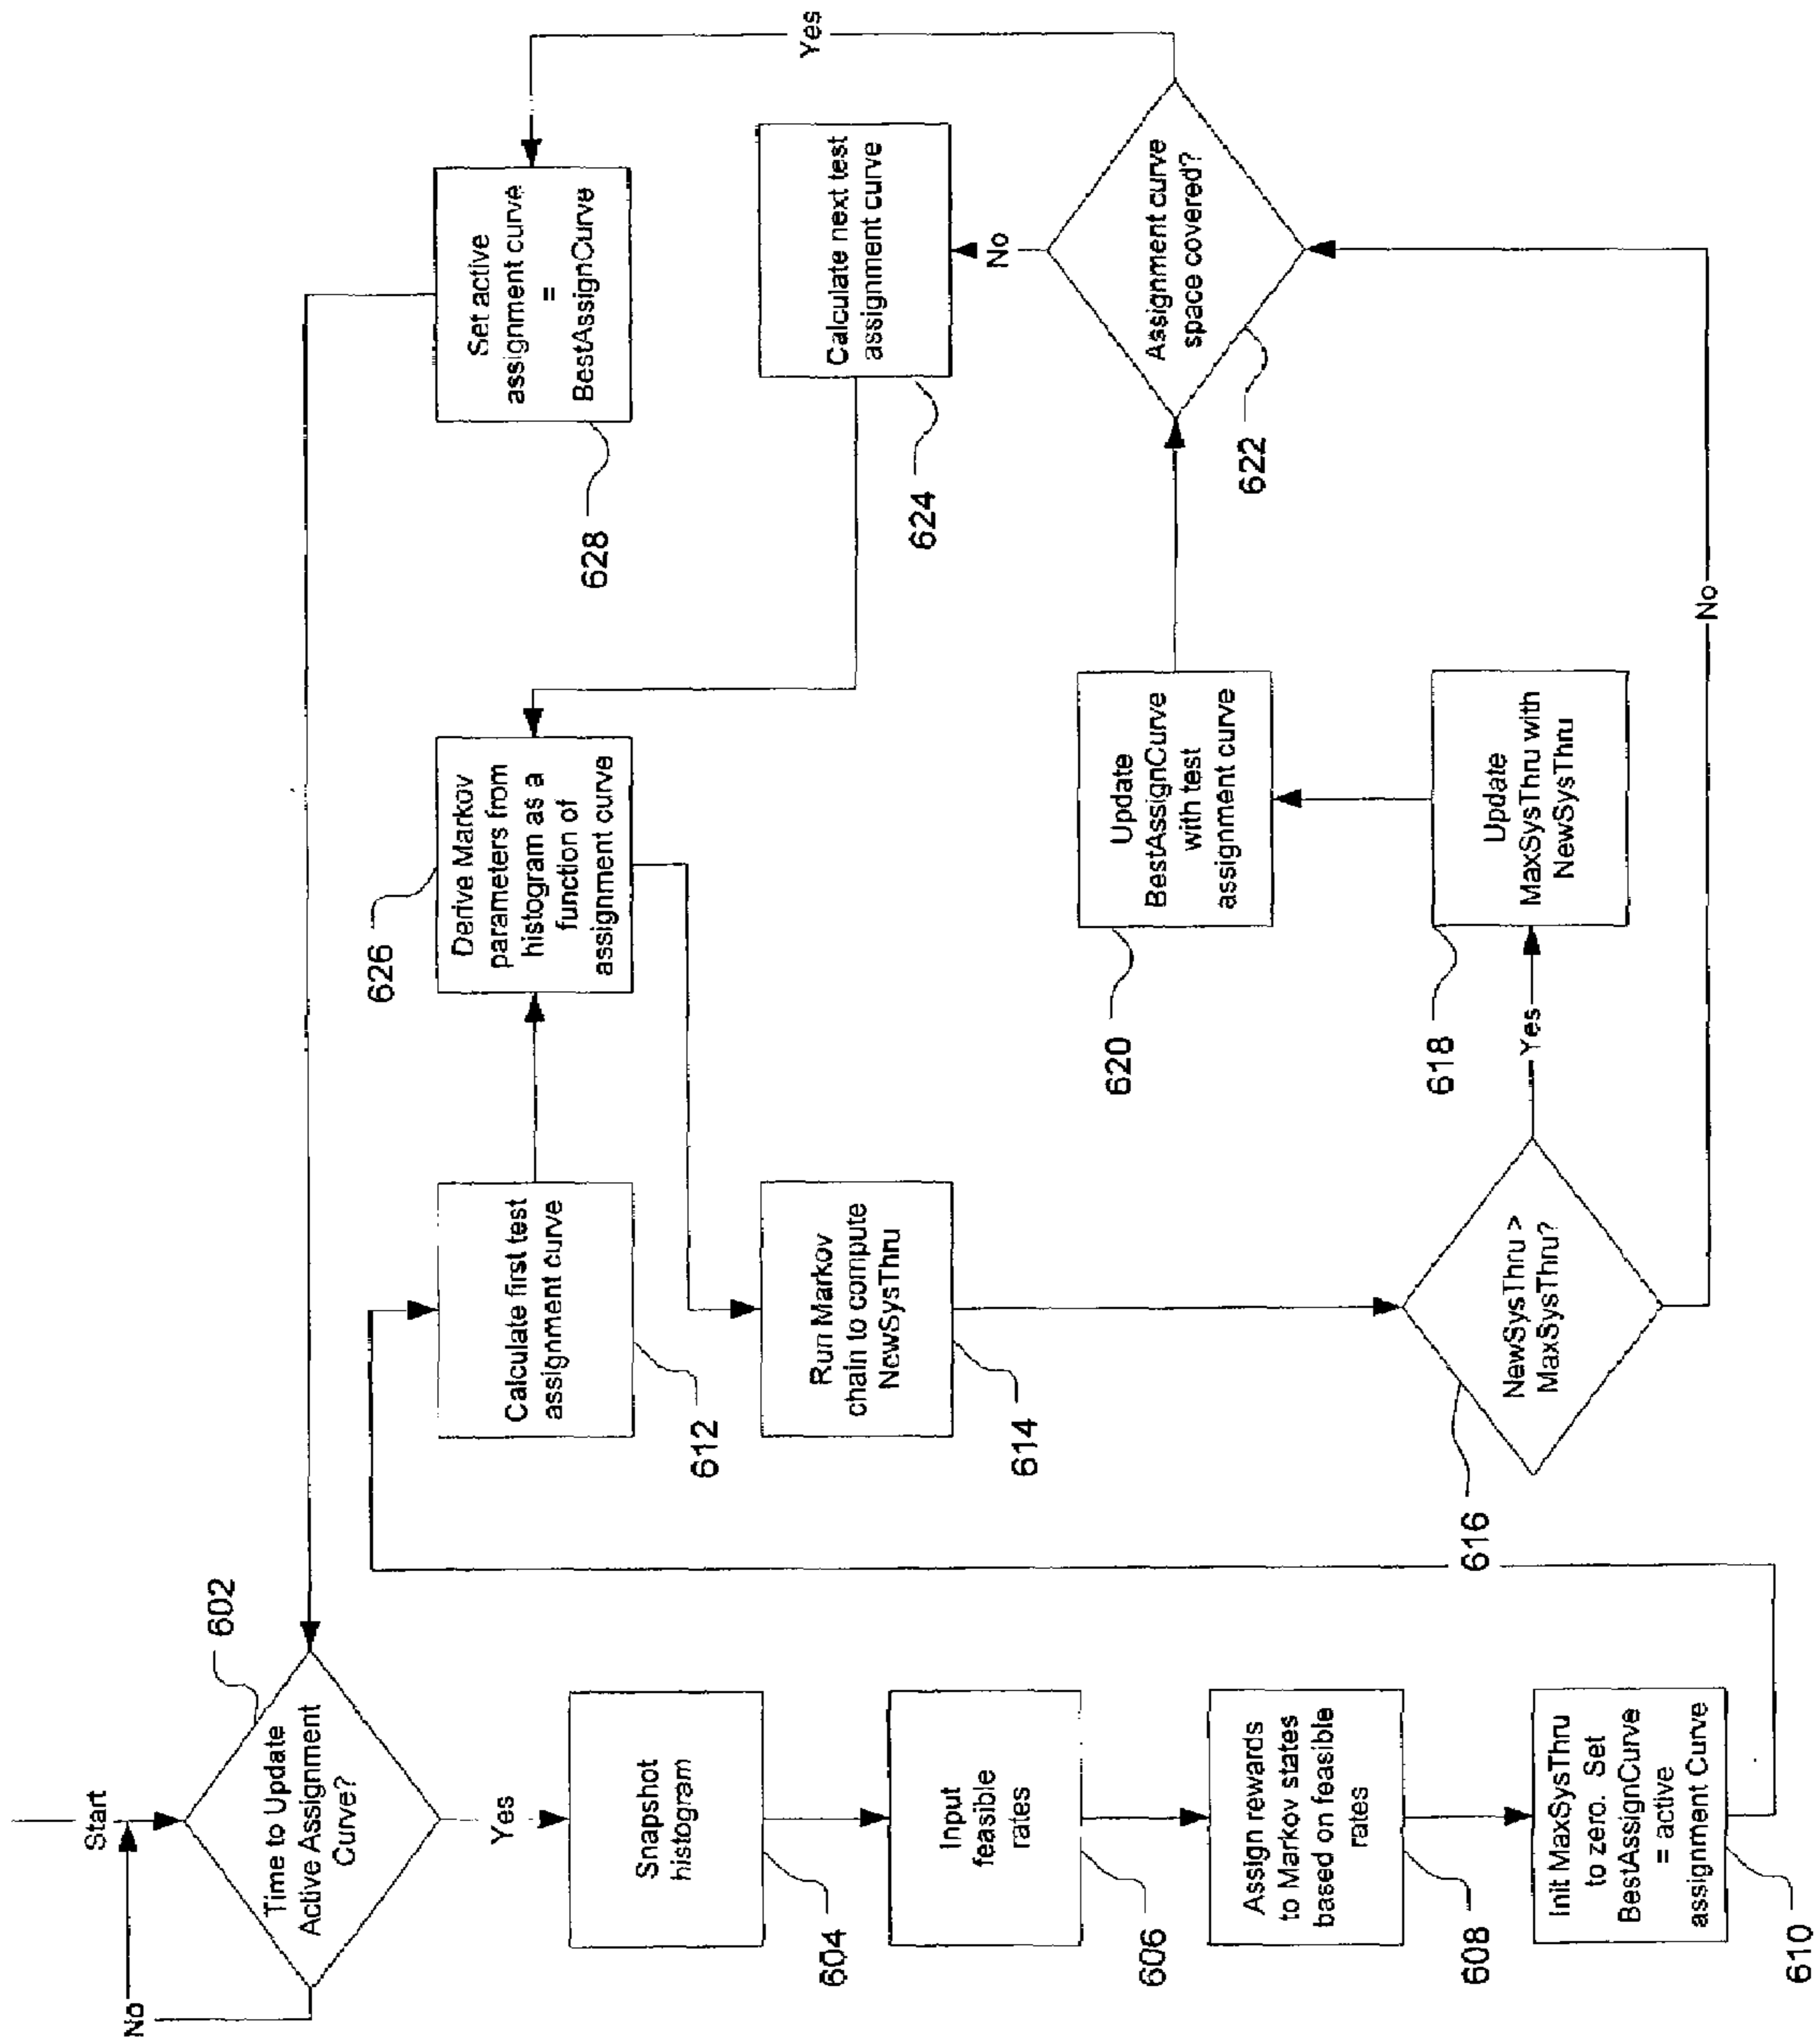 Start
No
Time to Update
Active Assignment
Curve?
602
Yes
Snapshot
histogram
604
Input
feasible
rates
606
Assign rewards
to Markov states
based on feasible
rates
608
Init MaxSysThru
to zero. Set
BestAssignCurve
= active
assignment Curve
610
Calculate first test
assignment curve
612
Derive Markov
parameters from
histogram as a
function of
assignment curve
626
Run Markov
chain to compute
NewSysThru
614
NewSysThru >
MaxSysThru?
616
Yes
No
Update
MaxSysThru with
NewSysThru
618
Update
BestAssignCurve
with test
assignment curve
620
Assignment curve
space covered?
622
No
Yes
Calculate next test
assignment curve
624
Set active
assignment curve
=
BestAssignCurve
628